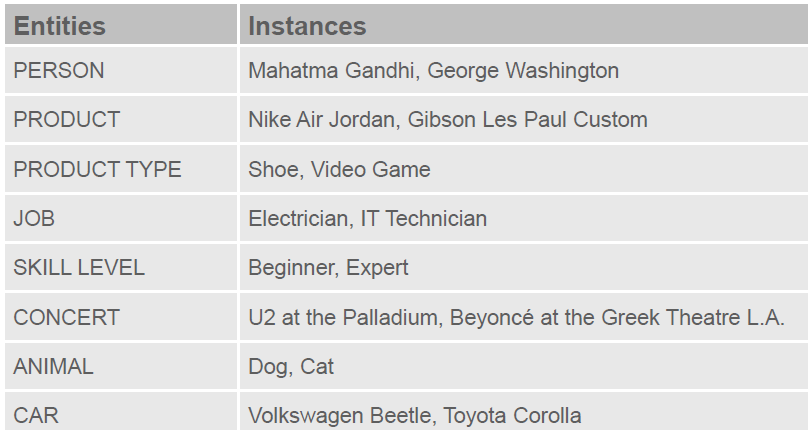 Entities Instances
PERSON Mahatma Gandhi, George Washington
PRODUCT Nike Air Jordan, Gibson Les Paul Custom
PRODUCT TYPE Shoe, Video Game
JOB Electrician, IT Technician
SKILL LEVEL Beginner, Expert
CONCERT U2 at the Palladium, Beyoncé at the Greek Theatre L.A.
ANIMAL Dog, Cat
CAR Volkswagen Beetle, Toyota Corolla